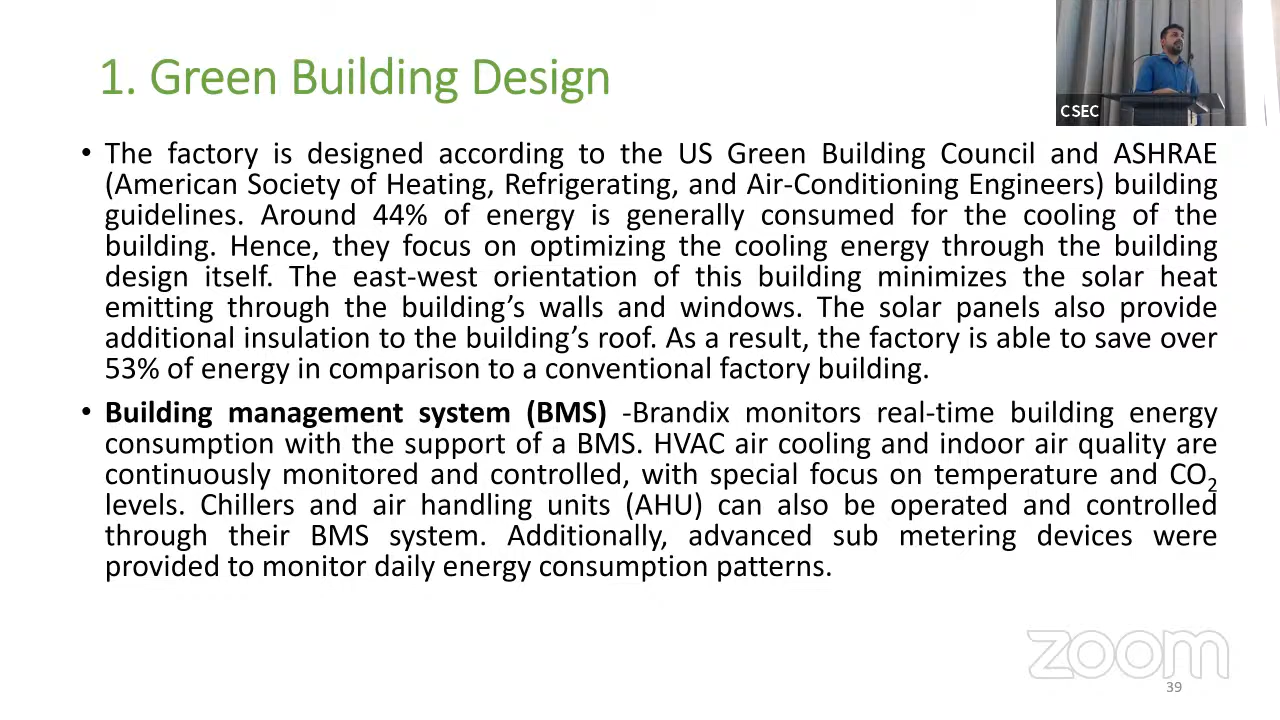 1. Green Building Design
CSEC
• The factory is designed according to the US Green Building Council and ASHRAE
(American Society of Heating, Refrigerating, and Air-Conditioning Engineers) building
guidelines. Around 44% of energy is generally consumed for the cooling of the
building. Hence, they focus on optimizing the cooling energy through the building
design itself. The east-west orientation of this building minimizes the solar heat
emitting through the building’s walls and windows. The solar panels also provide
additional insulation to the building’s roof. As a result, the factory is able to save over
53% of energy in comparison to a conventional factory building.
• Building management system (BMS) -Brandix monitors real-time building energy
consumption with the support of a BMS. HVAC air cooling and indoor air quality are
continuously monitored and controlled, with special focus on temperature and CO₂
levels. Chillers and air handling units (AHU) can also be operated and controlled
through their BMS system. Additionally, advanced sub metering devices were
provided to monitor daily energy consumption patterns.
zoom
39